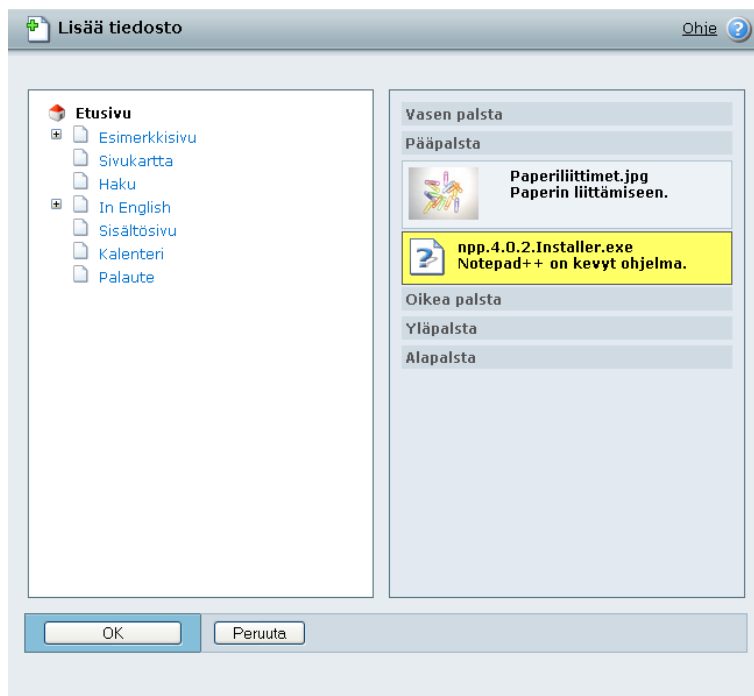 Lisää tiedosto
Ohje
Etusivu
Esimerkkisivu
Sivukartta
Haku
In English
Sisältösivu
Kalenteri
Palaute
Vasen palsta
Pääpalsta
Paperiliittimet.jpg
Paperin liittämiseen.
npp.4.0.2.Installer.exe
Notepad++ on kevyt ohjelma.
Oikea palsta
Yläpalsta
Alapalsta
OK
Peruuta